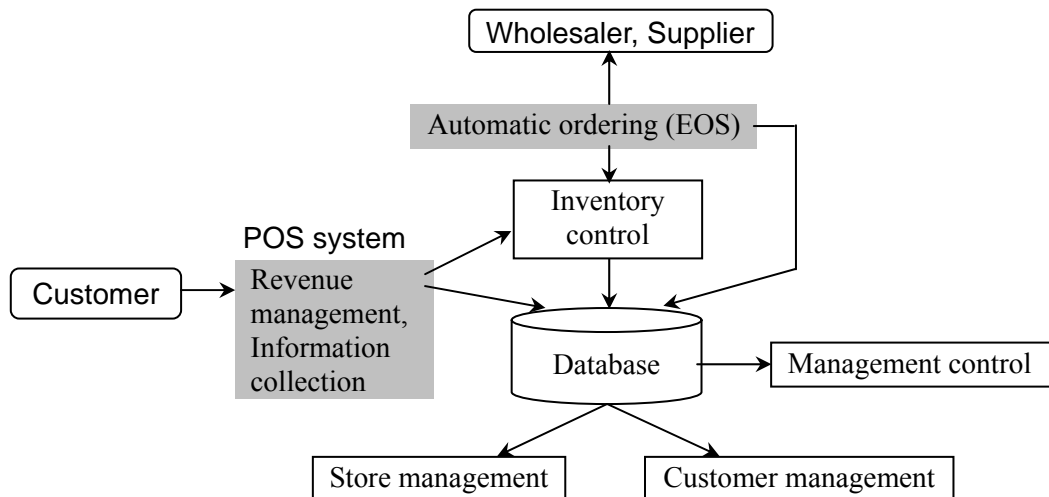 Wholesaler, Supplier
Automatic ordering (EOS)
Inventory
control
POS system
Customer
Revenue
management,
Information
collection
Database
Management control
Store management
Customer management